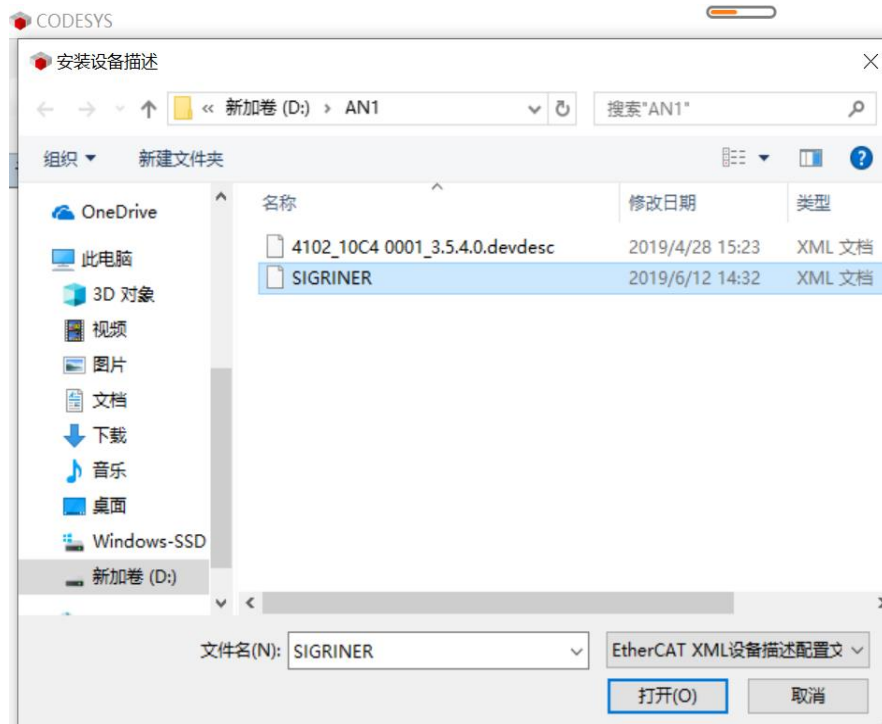 CODESYS
安装设备描述
« 新加卷 (D:) › AN1
搜索"AN1"
组织
新建文件夹
名称
修改日期
类型
OneDrive
4102_10C4 0001_3.5.4.0.devdesc
2019/4/28 15:23
XML 文档
此电脑
SIGRINER
2019/6/12 14:32
XML 文档
3D 对象
视频
图片
文档
下载
音乐
桌面
Windows-SSD
新加卷 (D:)
文件名(N):
SIGRINER
EtherCAT XML设备描述配置文
打开(O)
取消